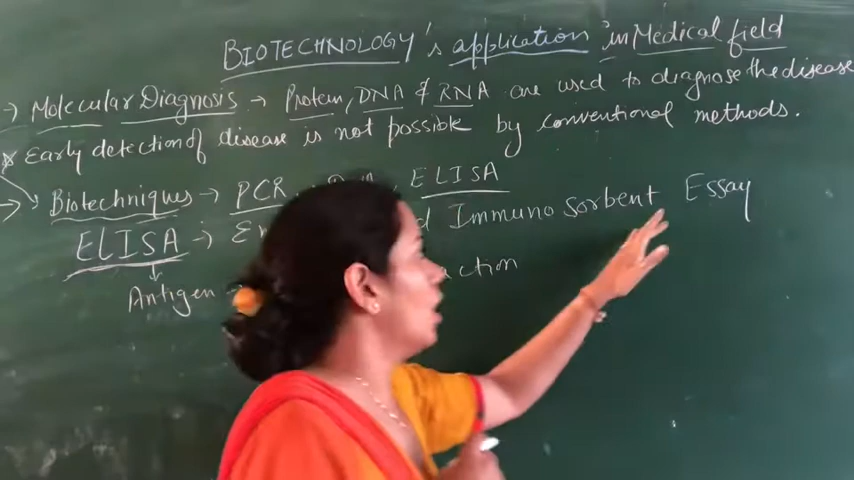 BIOTECHNOLOGY's application in Medical field
→ Molecular Diagnosis → Protein, DNA & RNA are used to diagnose the disease
* Early detection of disease is not possible by conventional methods.
→ Biotechniques → PCR ELISA
ELISA → Immuno sorbent Essay
Antigen ction